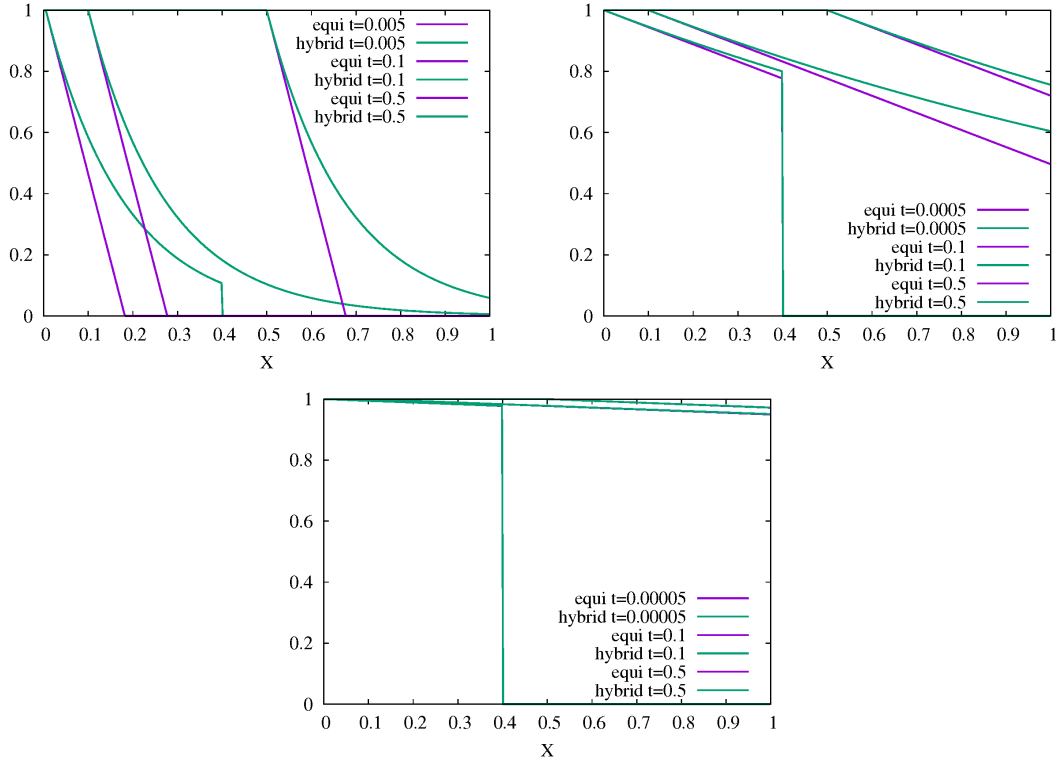 1
0.8
0.6
0.4
0.2
0
0 0.1 0.2 0.3 0.4 0.5 0.6 0.7 0.8 0.9 1
X
equi t=0.005
hybrid t=0.005
equi t=0.1
hybrid t=0.1
equi t=0.5
hybrid t=0.5
1
0.8
0.6
0.4
0.2
0
0 0.1 0.2 0.3 0.4 0.5 0.6 0.7 0.8 0.9 1
X
equi t=0.0005
hybrid t=0.0005
equi t=0.1
hybrid t=0.1
equi t=0.5
hybrid t=0.5
1
0.8
0.6
0.4
0.2
0
0 0.1 0.2 0.3 0.4 0.5 0.6 0.7 0.8 0.9 1
X
equi t=0.00005
hybrid t=0.00005
equi t=0.1
hybrid t=0.1
equi t=0.5
hybrid t=0.5